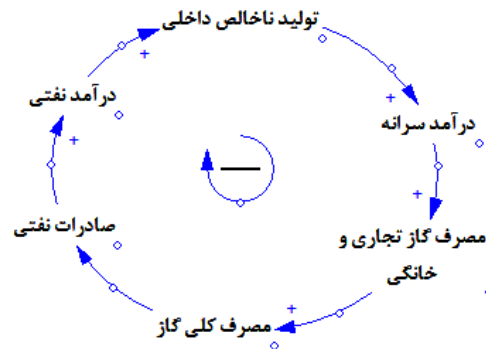 تولید ناخالص داخلی
+
درآمد نفتی
+
درآمد سرانه
+
+
صادرات نفتی
مصرف گاز تجاری و
خانگی
+
مصرف کلی گاز